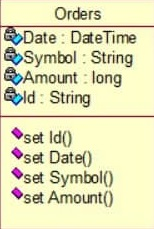 Orders
Date : DateTime
Symbol : String
Amount : long
Id : String
set Id()
set Date()
set Symbol()
set Amount()